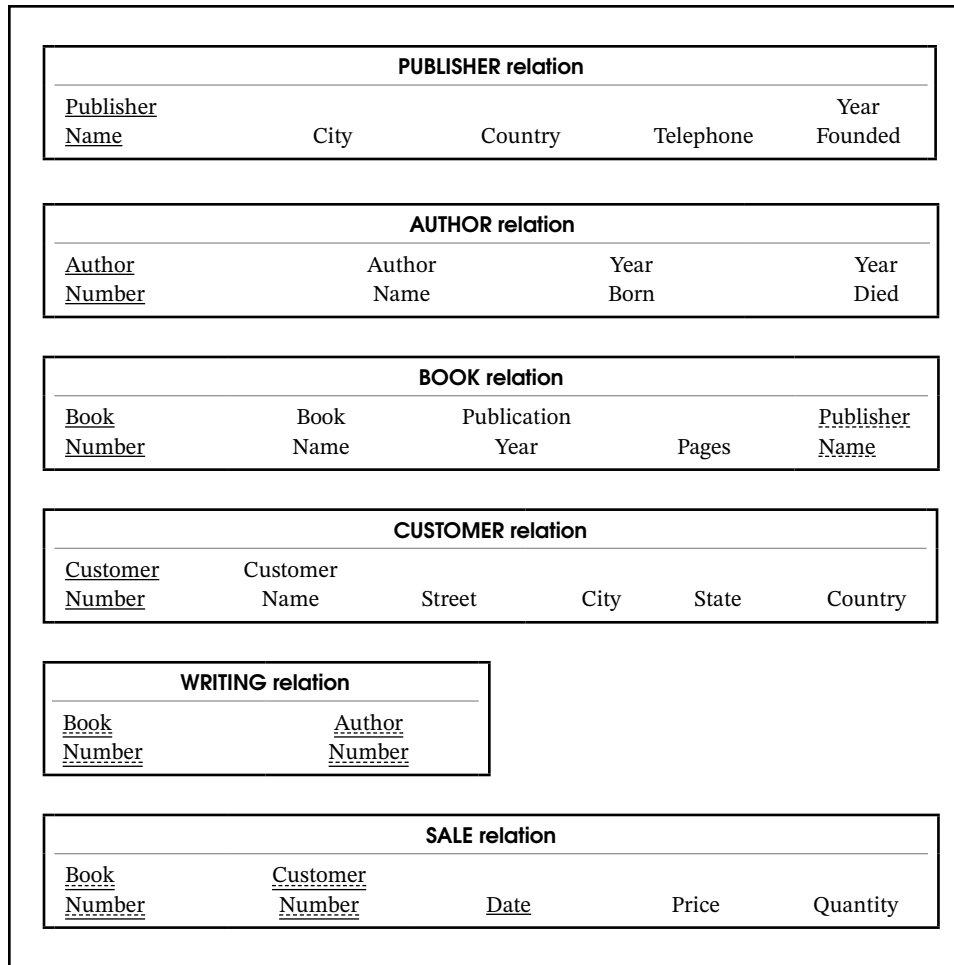 PUBLISHER relation
Publisher Year
Name City Country Telephone Founded
AUTHOR relation
Author Author Year Year
Number Name Born Died
BOOK relation
Book Book Publication Publisher
Number Name Year Pages Name
CUSTOMER relation
Customer Customer
Number Name Street City State Country
WRITING relation
Book Author
Number Number
SALE relation
Book Customer
Number Number Date Price Quantity